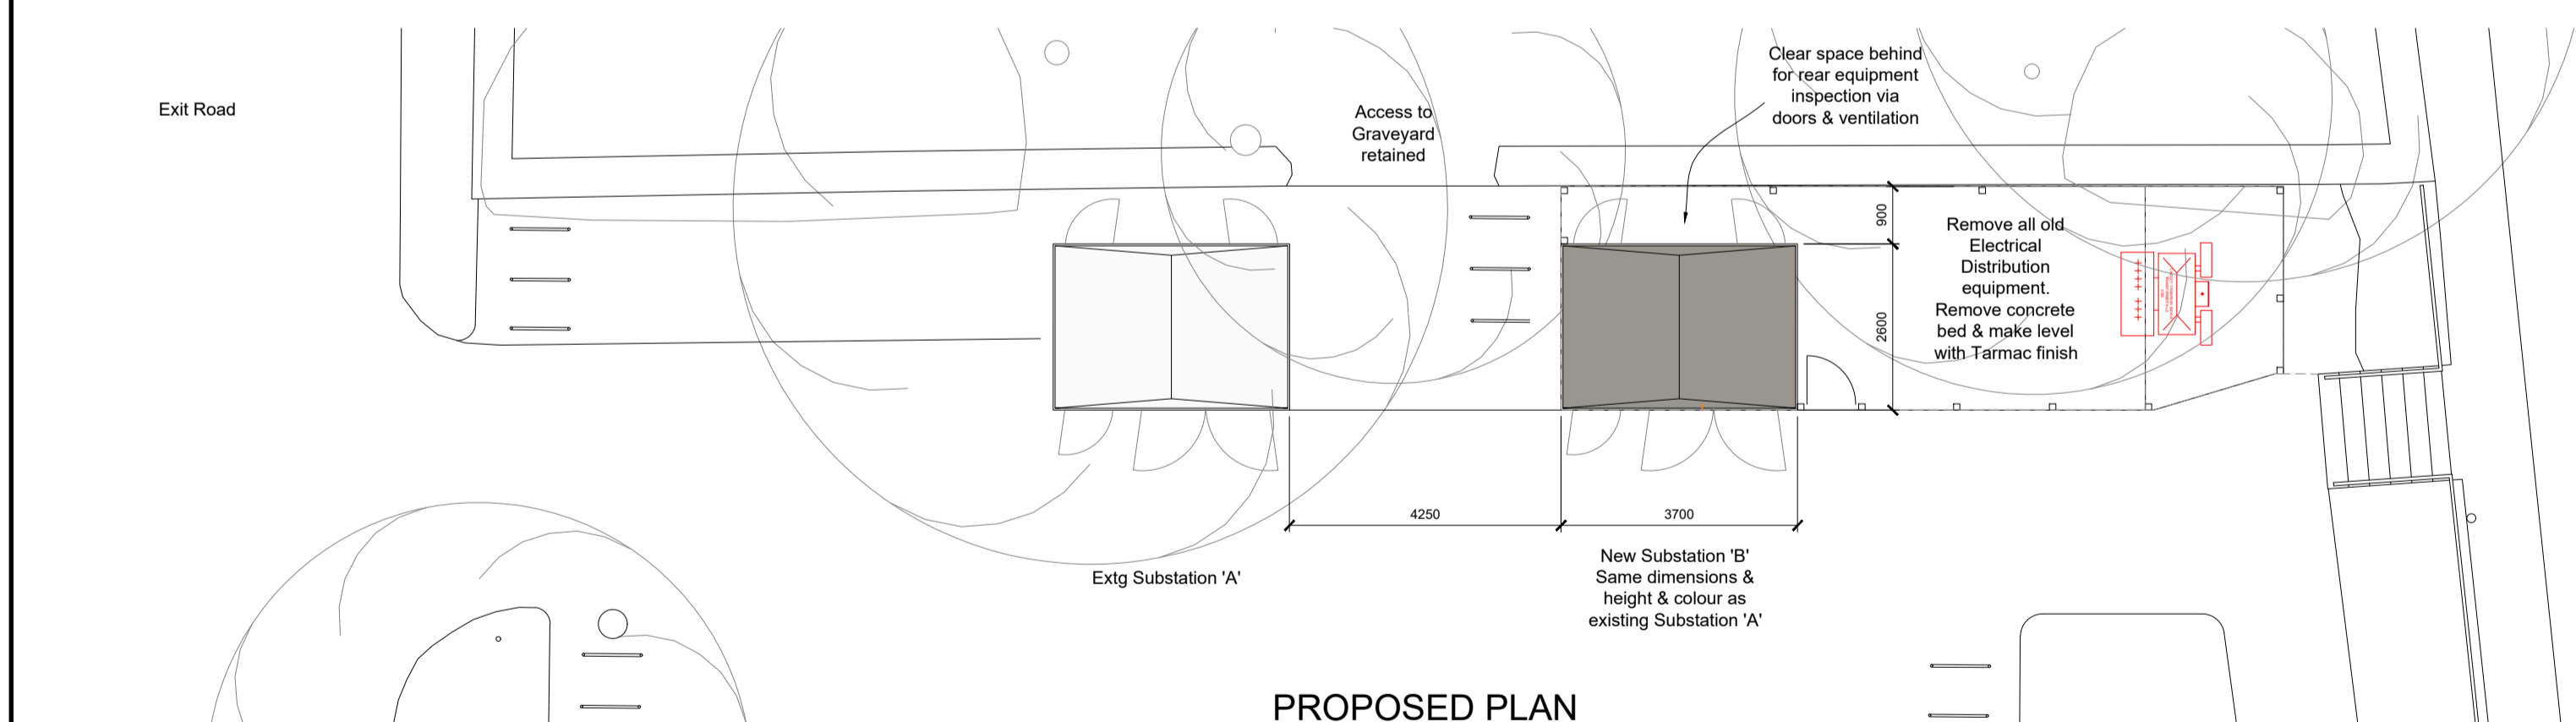 Exit Road
Access to
Graveyard
retained
Clear space behind
for rear equipment
inspection via
doors & ventilation
900
2600
Remove all old
Electrical
Distribution
equipment.
Remove concrete
bed & make level
with Tarmac finish
4250
3700
Extg Substation 'A'
New Substation 'B'
Same dimensions &
height & colour as
existing Substation 'A'
PROPOSED PLAN